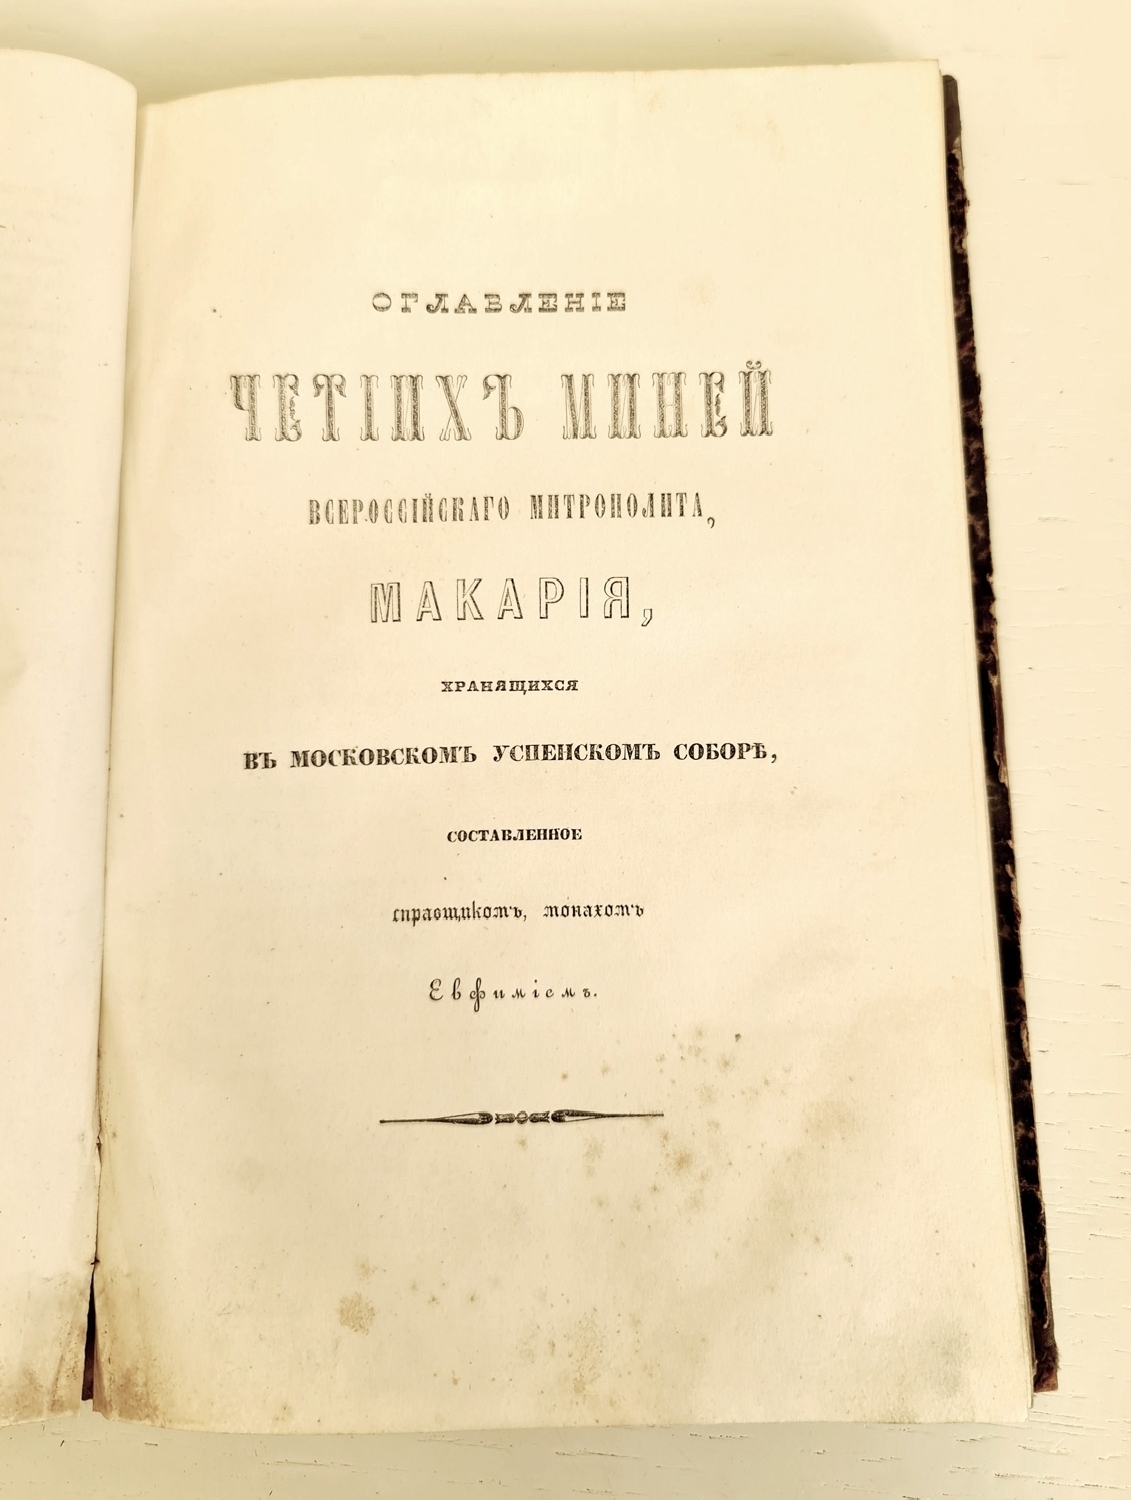 ОГЛАВЛЕНІЕ
ЧЕТІИХЪ МИНЕЙ
ВСЕРОССІЙСКАГО МИТРОПОЛИТА,
МАКАРІЯ,
ХРАНЯЩИХСЯ
ВЪ МОСКОВСКОМЪ УСПЕНСКОМЪ СОБОРѢ,
СОСТАВЛЕННОЕ
справщикомъ, монахомъ
Евфиміемъ.